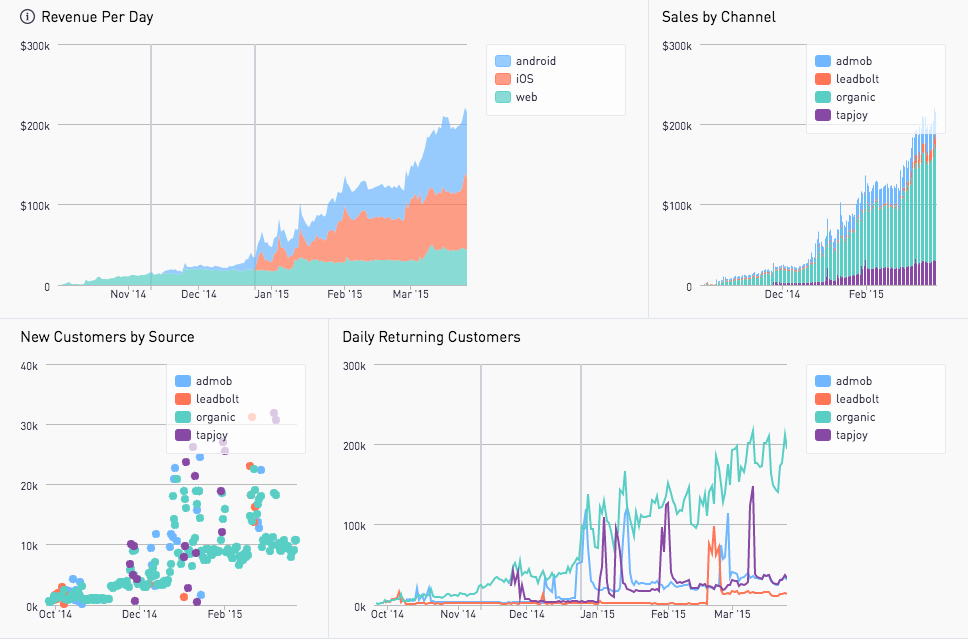 Revenue Per Day
$300k
$200k
$100k
0
Nov '14
Dec '14
Jan '15
Feb '15
Mar '15
android
iOS
web
Sales by Channel
$300k
$200k
$100k
0
Dec '14
Feb '15
admob
leadbolt
organic
tapjoy
New Customers by Source
40k
30k
20k
10k
0k
Oct '14
Dec '14
Feb '15
admob
leadbolt
organic
tapjoy
Daily Returning Customers
300k
200k
100k
0k
Oct '14
Nov '14
Dec '14
Jan '15
Feb '15
Mar '15
admob
leadbolt
organic
tapjoy